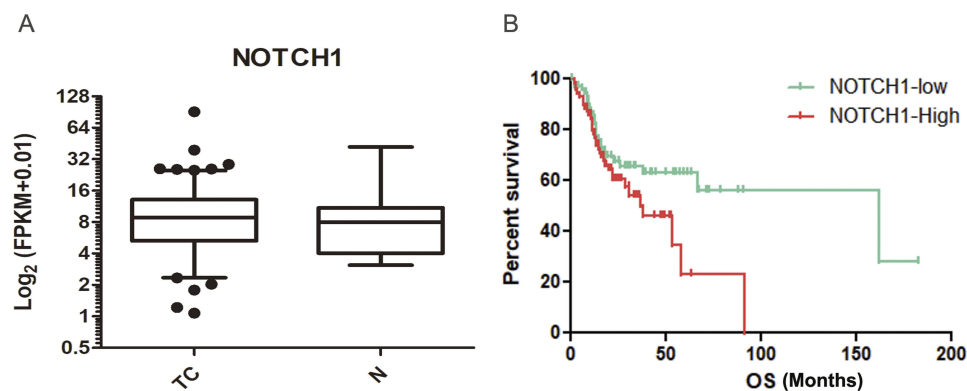 A
NOTCH1
Log2 (FPKM+0.01)
128
64
32
16
8
4
2
1
0.5
TC
N
B
Percent survival
100
80
60
40
20
0
NOTCH1-low
NOTCH1-High
0
50
100
150
200
OS (Months)